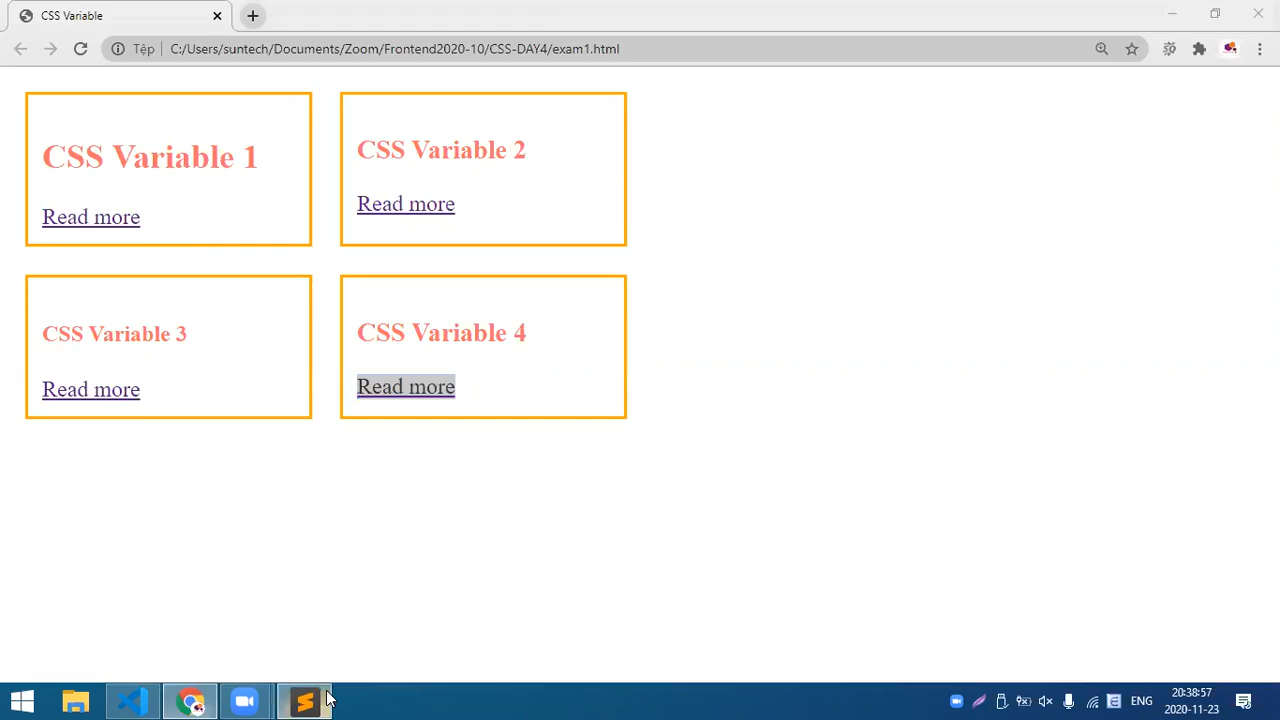 CSS Variable
Tệp
C:/Users/suntech/Documents/Zoom/Frontend2020-10/CSS-DAY4/exam1.html
CSS Variable 1
Read more
CSS Variable 2
Read more
CSS Variable 3
Read more
CSS Variable 4
Read more
ENG
20:38:57
2020-11-23